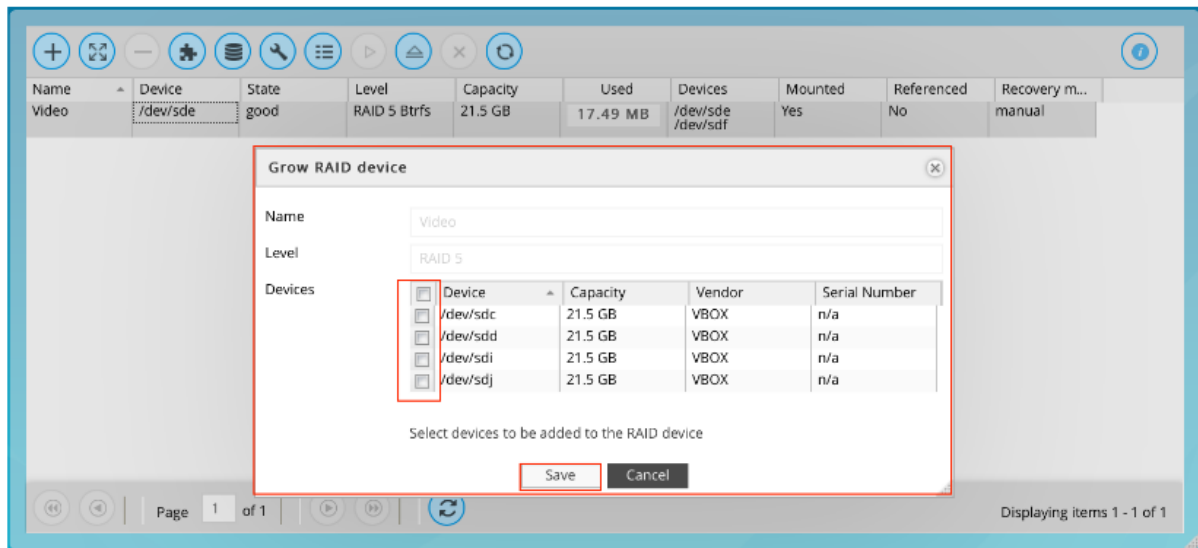 Name Device State Level Capacity Used Devices Mounted Referenced Recovery m...
Video /dev/sde good RAID 5 Btrfs 21.5 GB 17.49 MB /dev/sde Yes No manual
/dev/sdf
Grow RAID device
Name Video
Level RAID 5
Devices
Device Capacity Vendor Serial Number
/dev/sdc 21.5 GB VBOX n/a
/dev/sdd 21.5 GB VBOX n/a
/dev/sdi 21.5 GB VBOX n/a
/dev/sdj 21.5 GB VBOX n/a
Select devices to be added to the RAID device
Save Cancel
Page 1 of 1 Displaying items 1 - 1 of 1